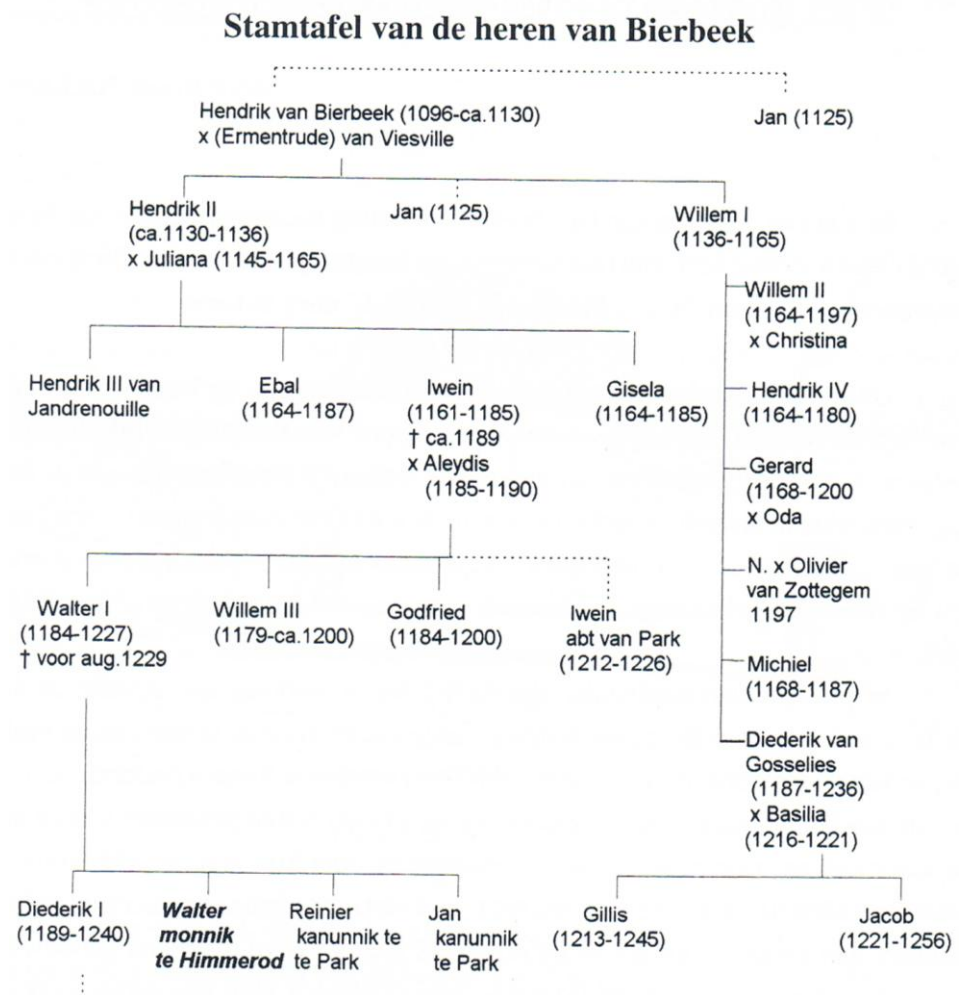 Stamtafel van de heren van Bierbeek
Hendrik van Bierbeek (1096-ca.1130)
x (Ermentrude) van Viesville
Jan (1125)
Hendrik II
(ca.1130-1136)
x Juliana (1145-1165)
Jan (1125)
Willem I
(1136-1165)
Willem II
(1164-1197)
x Christina
Hendrik IV
(1164-1180)
Gerard
(1168-1200
x Oda
N. x Olivier
van Zottegem
1197
Michiel
(1168-1187)
Diederik van
Gosselies
(1187-1236)
x Basilia
(1216-1221)
Hendrik III van
Jandrenouille
Ebal
(1164-1187)
Iwein
(1161-1185)
† ca.1189
x Aleydis
(1185-1190)
Gisela
(1164-1185)
Walter I
(1184-1227)
† voor aug.1229
Willem III
(1179-ca.1200)
Godfried
(1184-1200)
Iwein
abt van Park
(1212-1226)
Diederik I
(1189-1240)
Walter
monnik
te Himmerod
Reinier
kanunnik te
te Park
Jan
kanunnik
te Park
Gillis
(1213-1245)
Jacob
(1221-1256)